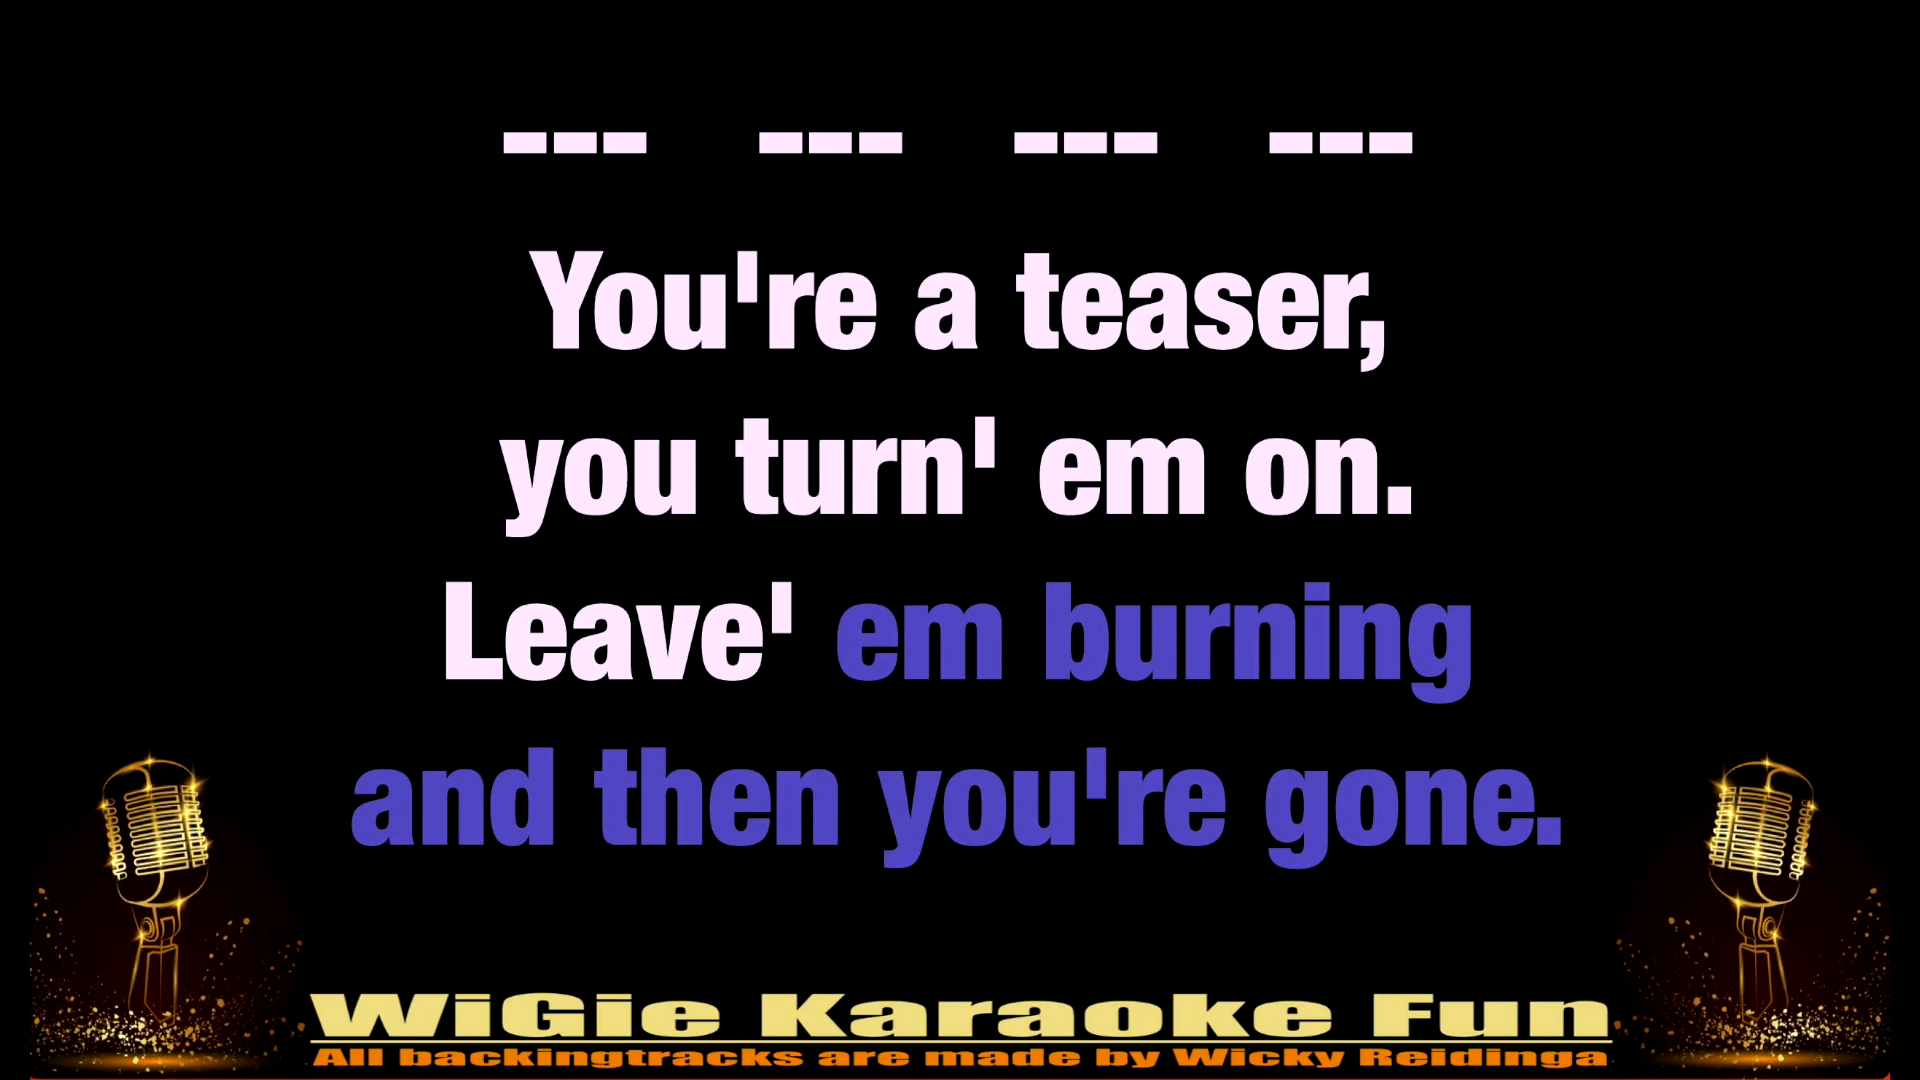 --- --- --- ---
You're a teaser,
you turn' em on.
Leave' em burning
and then you're gone.
WiGie Karaoke Fun
All backingtracks are made by Wicky Reidinga